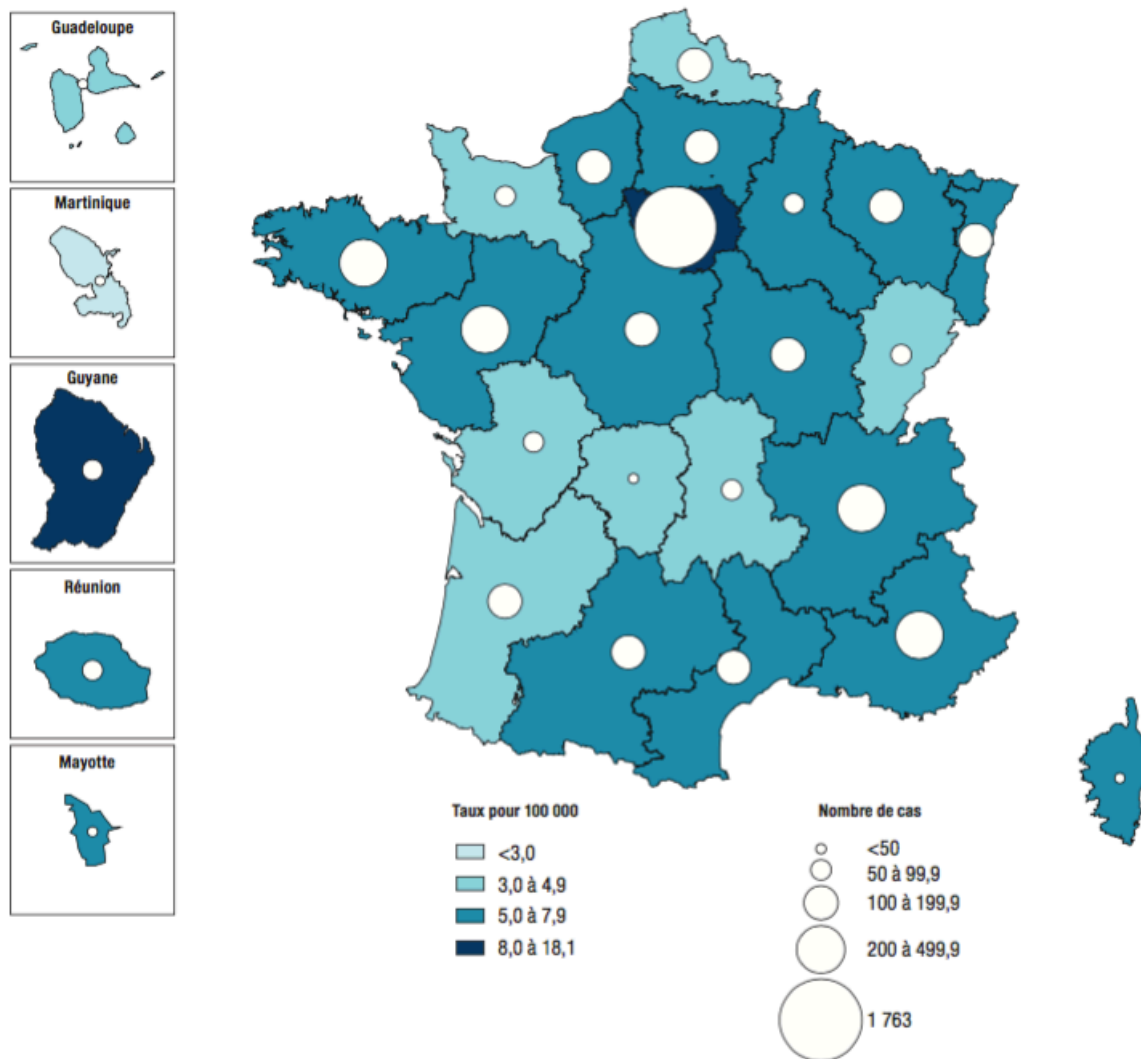 Guadeloupe
Martinique
Guyane
Réunion
Mayotte
Taux pour 100 000
<3,0
3,0 à 4,9
5,0 à 7,9
8,0 à 18,1
Nombre de cas
<50
50 à 99,9
100 à 199,9
200 à 499,9
1 763